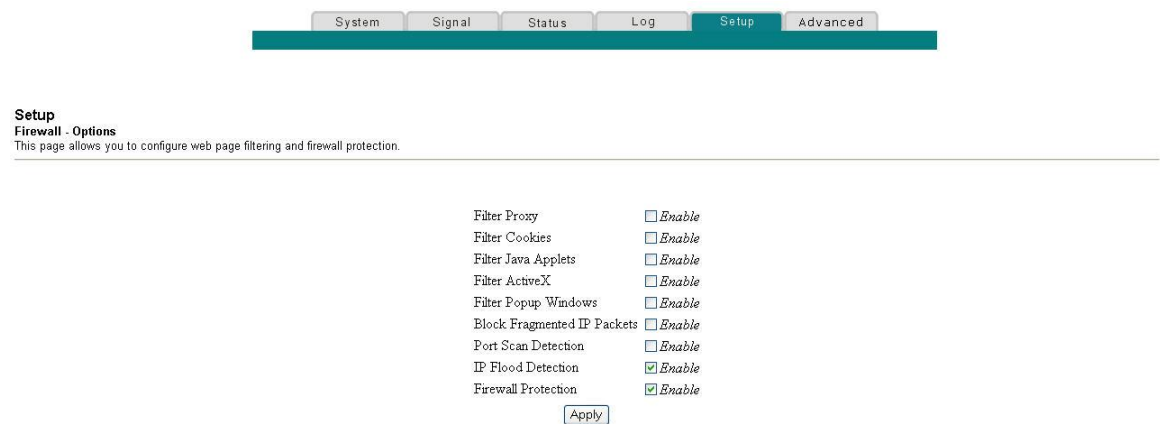 System Signal Status Log Setup Advanced
Setup
Firewall - Options
This page allows you to configure web page filtering and firewall protection.
Filter Proxy Enable
Filter Cookies Enable
Filter Java Applets Enable
Filter ActiveX Enable
Filter Popup Windows Enable
Block Fragmented IP Packets Enable
Port Scan Detection Enable
IP Flood Detection Enable
Firewall Protection Enable
Apply